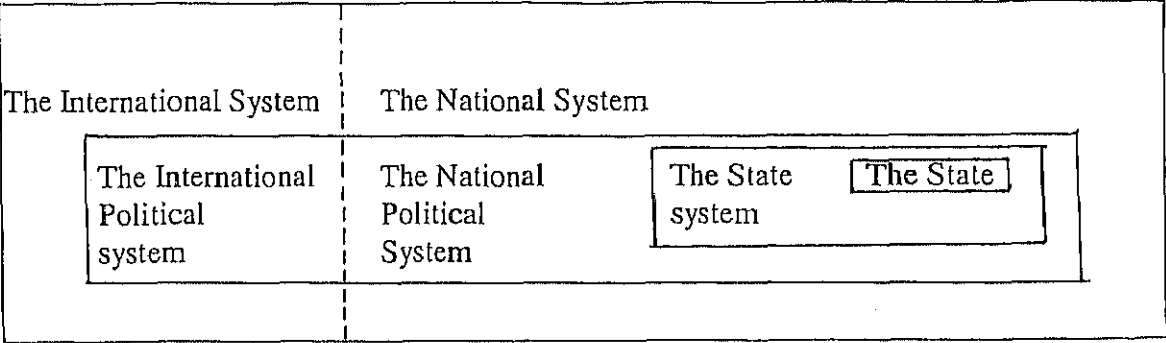 The International System
The National System
The International
Political
system
The National
Political
System
The State
system
The State